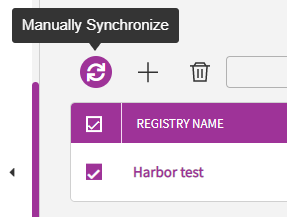 Manually Synchronize
REGISTRY NAME
Harbor test